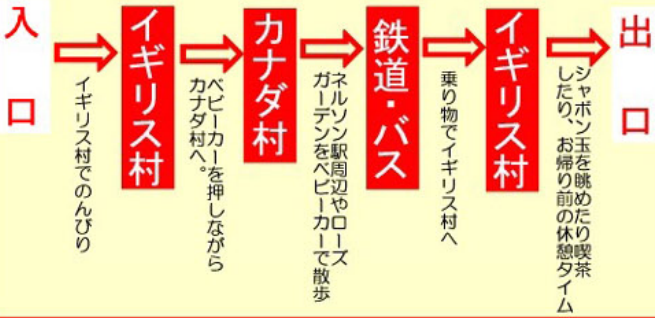 入口
イギリス村でのんびり
イギリス村
ベビーカーを押しながら
カナダ村へ。
カナダ村
ネルソン駅周辺やローズ
ガーデンをベビーカーで散歩
鉄道・バス
乗り物でイギリス村へ
イギリス村
シャボン玉を眺めたり喫茶
したり、お帰り前の休憩タイム
出口